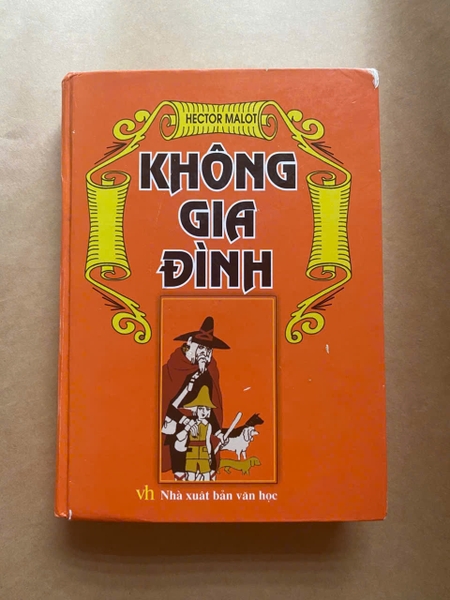 HECTOR MALOT
KHÔNG
GIA
ĐÌNH
vh Nhà xuất bản văn học